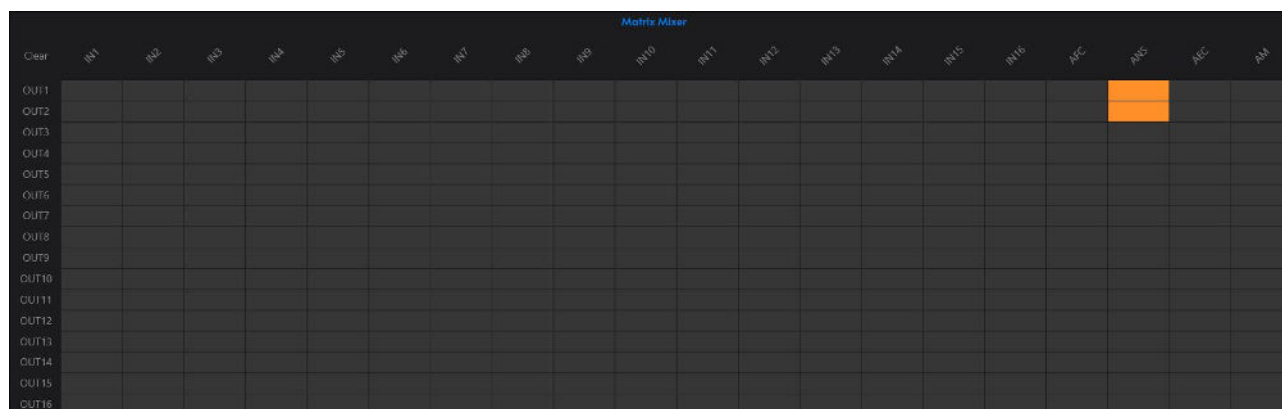 Matrix Mixer
Clear IN1 IN2 IN3 IN4 IN5 IN6 IN7 IN8 IN9 IN10 IN11 IN12 IN13 IN14 IN15 IN16 AFC ANS AEC AM
OUT1
OUT2
OUT3
OUT4
OUT5
OUT6
OUT7
OUT8
OUT9
OUT10
OUT11
OUT12
OUT13
OUT14
OUT15
OUT16